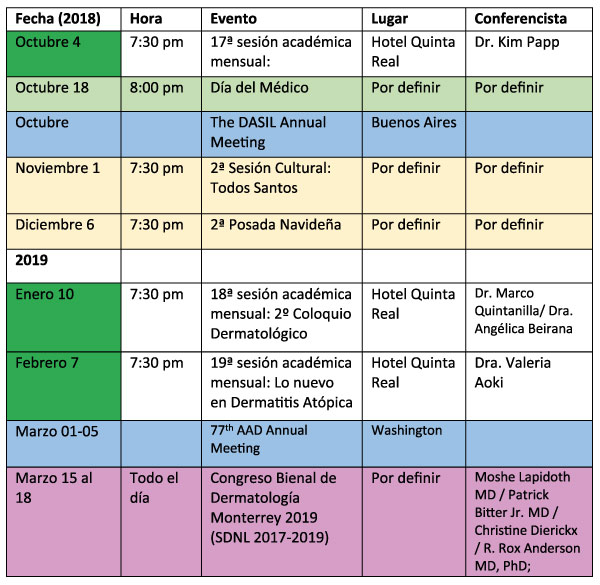 Fecha (2018) Hora Evento Lugar Conferencista
Octubre 4 7:30 pm 17ª sesión académica Hotel Quinta Dr. Kim Papp
mensual: Real
Octubre 18 8:00 pm Día del Médico Por definir Por definir
Octubre The DASIL Annual Buenos Aires
Meeting
Noviembre 1 7:30 pm 2ª Sesión Cultural: Por definir Por definir
Todos Santos
Diciembre 6 7:30 pm 2ª Posada Navideña Por definir Por definir
2019
Enero 10 7:30 pm 18ª sesión académica Hotel Quinta Dr. Marco
mensual: 2º Coloquio Real Quintanilla/ Dra.
Dermatológico Angélica Beirana
Febrero 7 7:30 pm 19ª sesión académica Hotel Quinta Dra. Valeria
mensual: Lo nuevo Real Aoki
en Dermatitis Atópica
Marzo 01-05 77th AAD Annual Washington
Meeting
Marzo 15 al Todo el Congreso Bienal de Por definir Moshe Lapidoth
18 día Dermatología MD / Patrick
Monterrey 2019 Bitter Jr. MD /
(SDNL 2017-2019) Christine Dierickx
/ R. Rox Anderson
MD, PhD;